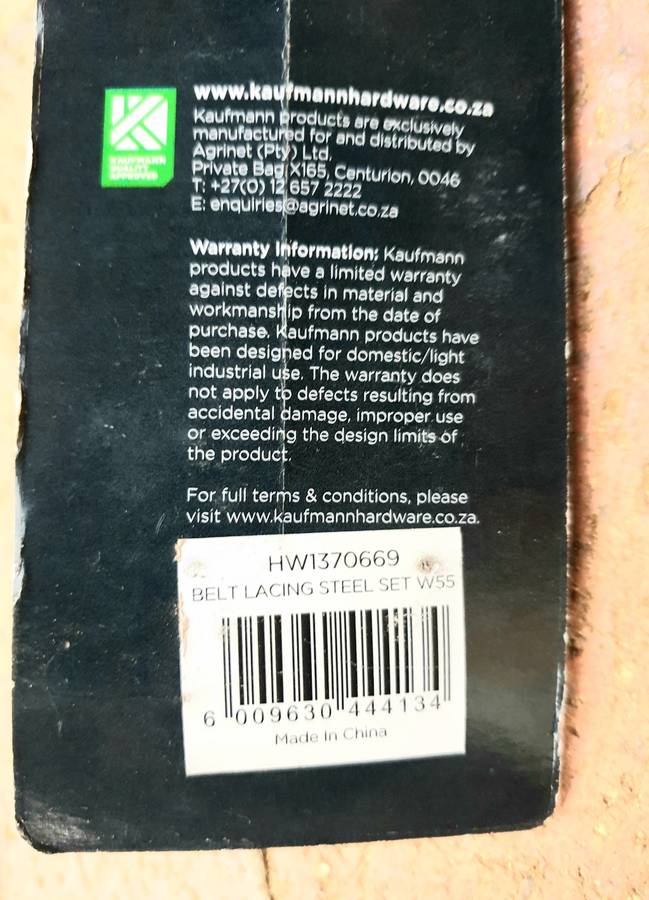 www.kaufmannhardware.co.za
KAUFMANN
QUALITY
APPROVED
Kaufmann products are exclusively
manufactured for and distributed by
Agrinet (Pty) Ltd.
Private Bag X165, Centurion, 0046
T: +27(0) 12 657 2222
E: enquiries@agrinet.co.za
Warranty Information: Kaufmann
products have a limited warranty
against defects in material and
workmanship from the date of
purchase. Kaufmann products have
been designed for domestic/light
industrial use. The warranty does
not apply to defects resulting from
accidental damage, improper use
or exceeding the design limits of
the product.
For full terms & conditions, please
visit www.kaufmannhardware.co.za.
HW1370669
BELT LACING STEEL SET W55
6 009630 444134
Made In China